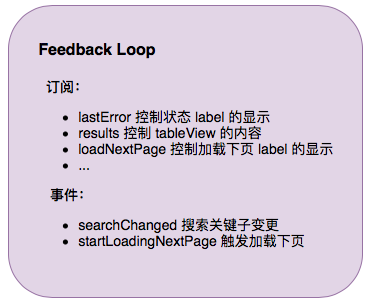 Feedback Loop
订阅：
• lastError 控制状态 label 的显示
• results 控制 tableView 的内容
• loadNextPage 控制加载下页 label 的显示
• ...
事件：
• searchChanged 搜索关键子变更
• startLoadingNextPage 触发加载下页